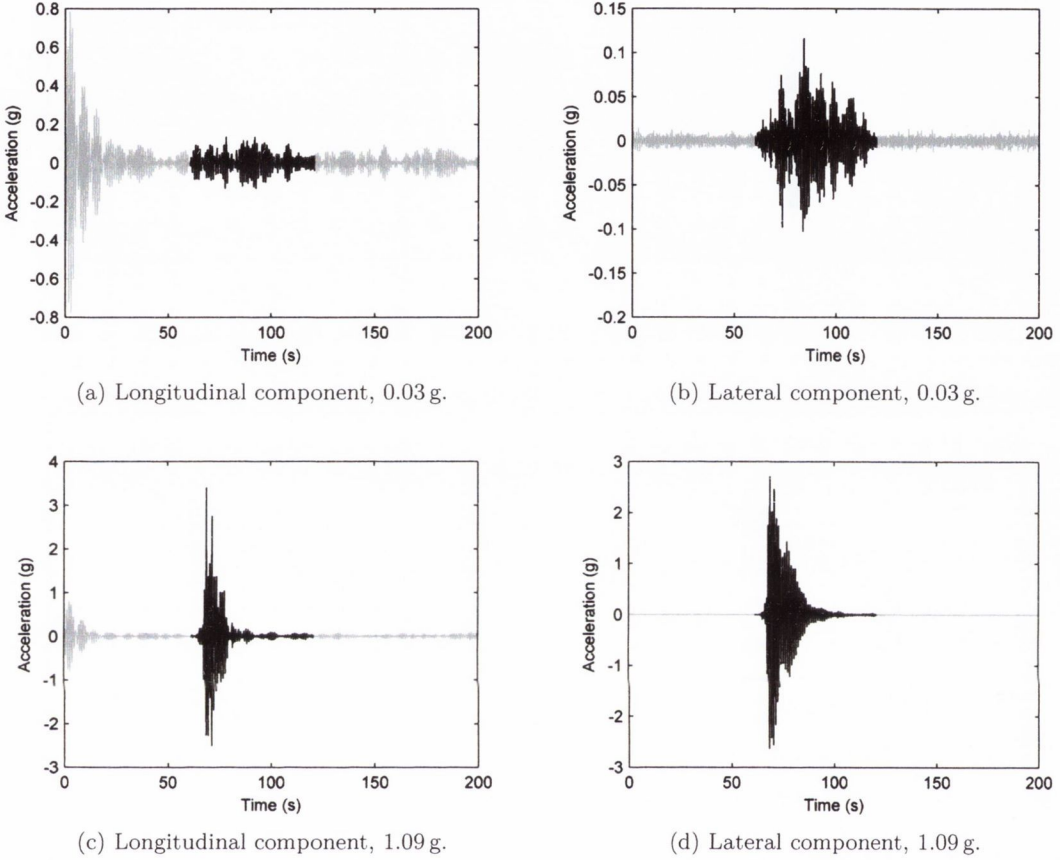 0.8
0.6
0.4
0.2
0
-0.2
-0.4
-0.6
-0.8
Acceleration (g)
0 50 100 150 200
Time (s)
(a) Longitudinal component, 0.03 g.
0.15
0.1
0.05
0
-0.05
-0.1
-0.15
-0.2
Acceleration (g)
0 50 100 150 200
Time (s)
(b) Lateral component, 0.03 g.
4
3
2
1
0
-1
-2
-3
Acceleration (g)
0 50 100 150 200
Time (s)
(c) Longitudinal component, 1.09 g.
3
2
1
0
-1
-2
-3
Acceleration (g)
0 50 100 150 200
Time (s)
(d) Lateral component, 1.09 g.